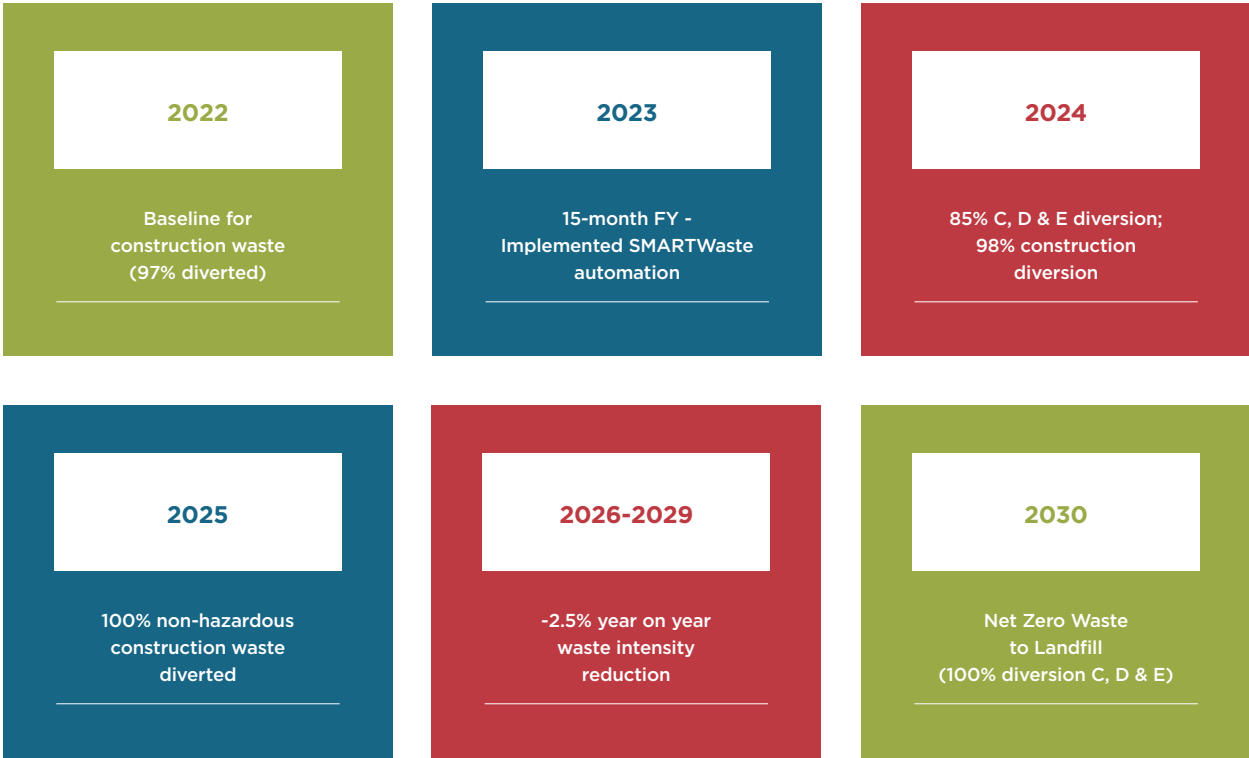 2022
Baseline for
construction waste
(97% diverted)
2023
15-month FY -
Implemented SMARTWaste
automation
2024
85% C, D & E diversion;
98% construction
diversion
2025
100% non-hazardous
construction waste
diverted
2026-2029
-2.5% year on year
waste intensity
reduction
2030
Net Zero Waste
to Landfill
(100% diversion C, D & E)